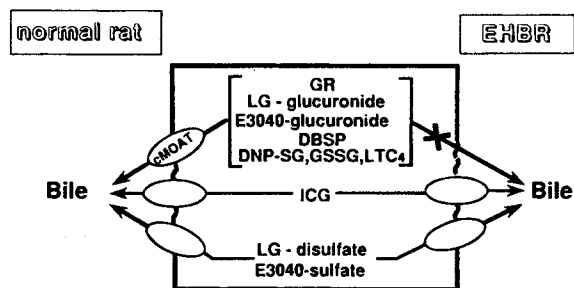 normal rat
EHBR
GR
LG - glucuronide
E3040-glucuronide
DBSP
DNP-SG,GSSG,LTC₄
cMOAT
Bile
ICG
Bile
LG - disulfate
E3040-sulfate